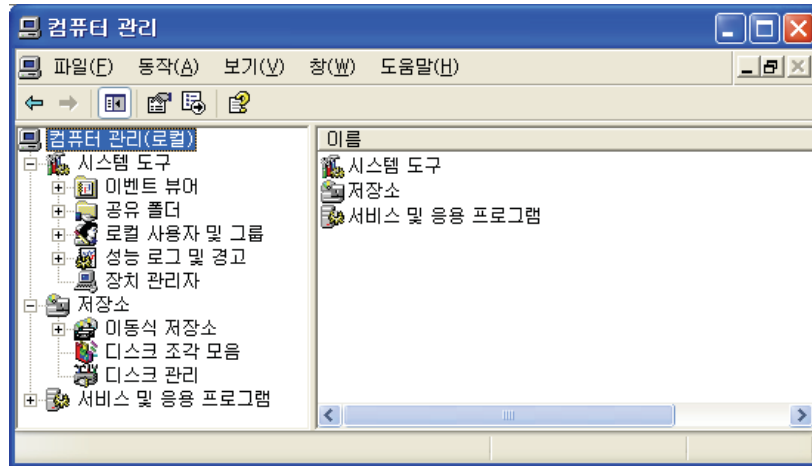 컴퓨터 관리
파일(F) 동작(A) 보기(V) 창(W) 도움말(H)
컴퓨터 관리(로컬)
시스템 도구
이벤트 뷰어
공유 폴더
로컬 사용자 및 그룹
성능 로그 및 경고
장치 관리자
저장소
이동식 저장소
디스크 조각 모음
디스크 관리
서비스 및 응용 프로그램
이름
시스템 도구
저장소
서비스 및 응용 프로그램